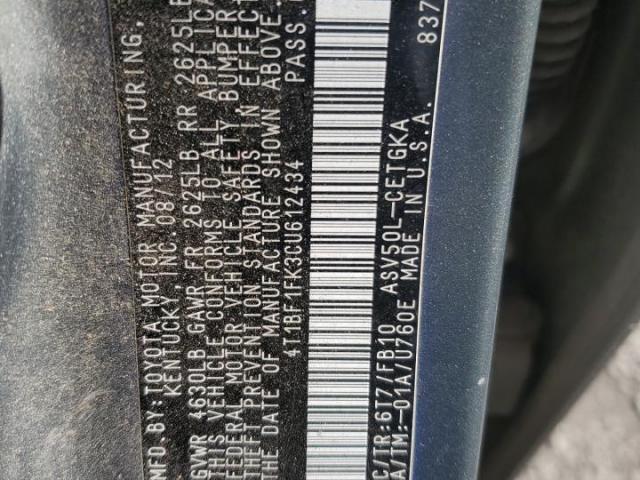 MFD. BY: TOYOTA MOTOR MANUFACTURING,
KENTUCKY, INC. 08/12
GVWR 4630LB GAWR FR 2625LB RR 2625LB
THIS VEHICLE CONFORMS TO ALL APPLICA
FEDERAL MOTOR VEHICLE SAFETY, BUMPER,
THEFT PREVENTION STANDARDS IN EFFECT
THE DATE OF MANUFACTURE SHOWN ABOVE.
4T1BF1FK3CU612434 PASS
C/TR:6T7/FB10 ASV50L-CETGKA
A/TM:-01A/U760E MADE IN U.S.A.
837